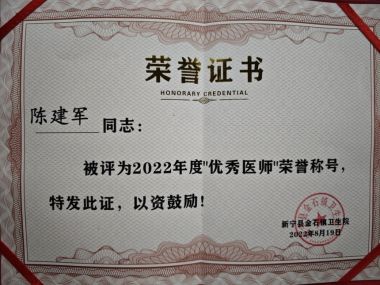 荣誉证书
HONORARY CREDENTIAL
陈建军 同志：
被评为2022年度"优秀医师"荣誉称号，
特发此证，以资鼓励！
新宁县金石镇卫生院
2022年8月19日